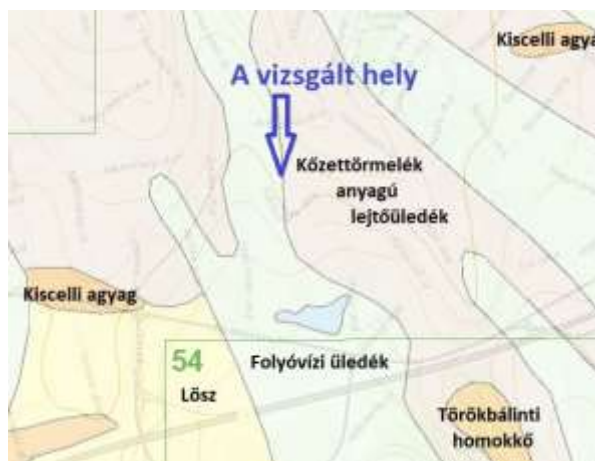 Kiscelli agya
A vizsgált hely
Kőzettörmelék
anyagú
lejtőüledék
Kiscelli agyag
54
Folyóvízi üledék
Lösz
Törökbálinti
homokkő